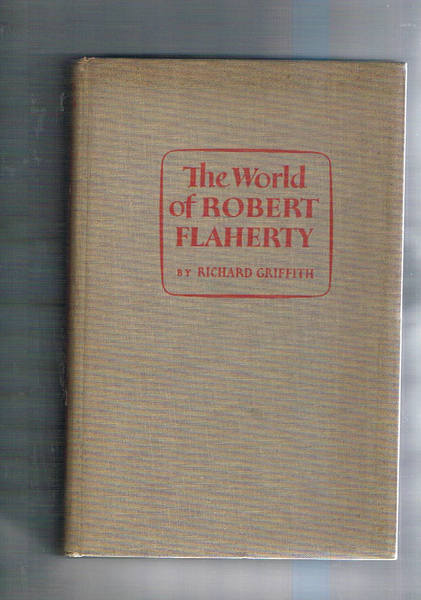 The World
of ROBERT
FLAHERTY
BY RICHARD GRIFFITH